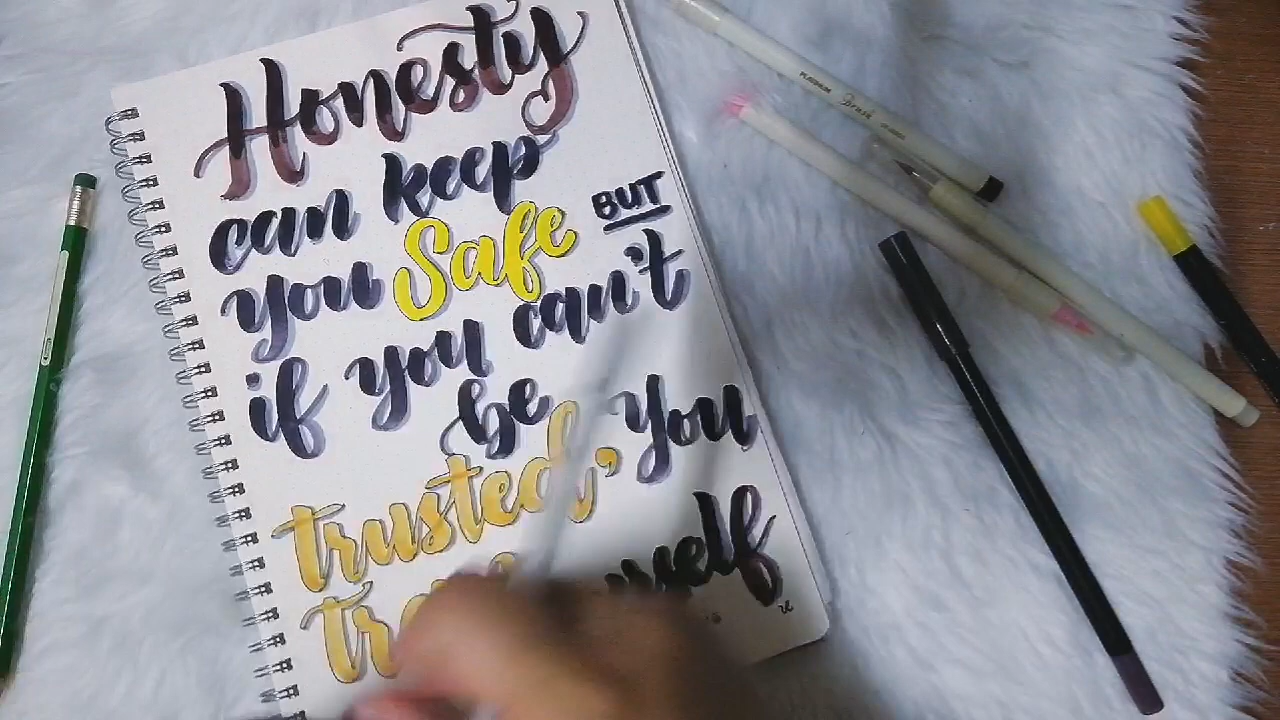 Honesty
can keep
you Safe BUT
if you can't
be
trusted, you